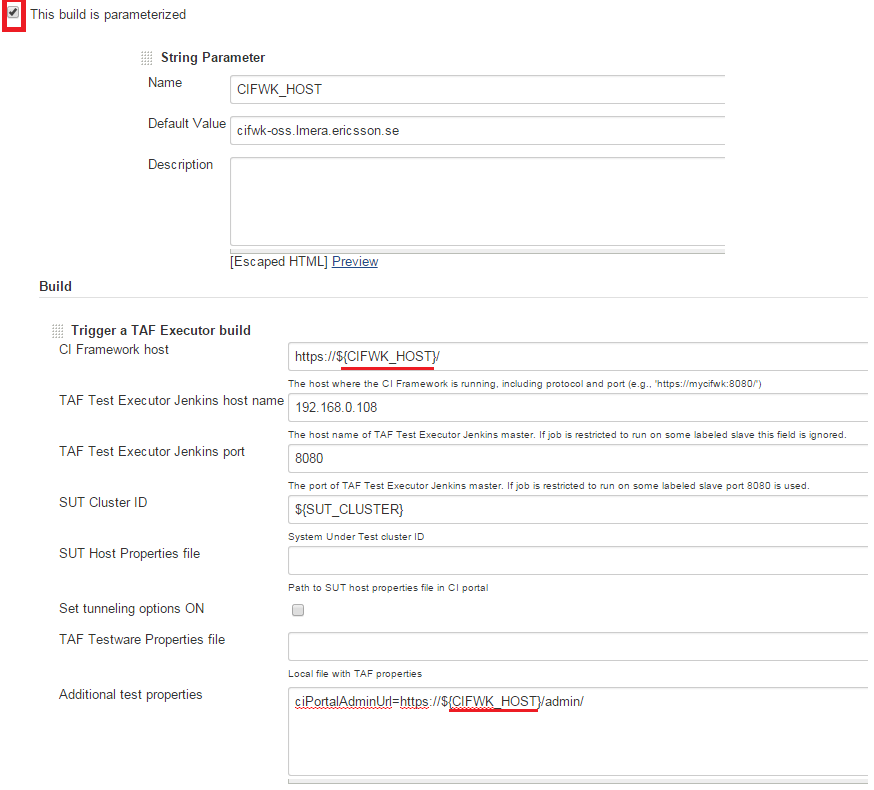 This build is parameterized
String Parameter
Name
CIFWK_HOST
Default Value
cifwk-oss.lmera.ericsson.se
Description
[Escaped HTML] Preview
Build
Trigger a TAF Executor build
CI Framework host
https://${CIFWK_HOST}/
The host where the CI Framework is running, including protocol and port (e.g., 'https://mycifwk:8080/')
TAF Test Executor Jenkins host name
192.168.0.108
The host name of TAF Test Executor Jenkins master. If job is restricted to run on some labeled slave this field is ignored.
TAF Test Executor Jenkins port
8080
The port of TAF Test Executor Jenkins master. If job is restricted to run on some labeled slave port 8080 is used.
SUT Cluster ID
${SUT_CLUSTER}
System Under Test cluster ID
SUT Host Properties file
Path to SUT host properties file in CI portal
Set tunneling options ON
TAF Testware Properties file
Local file with TAF properties
Additional test properties
ciPortalAdminUrl=https://${CIFWK_HOST}/admin/